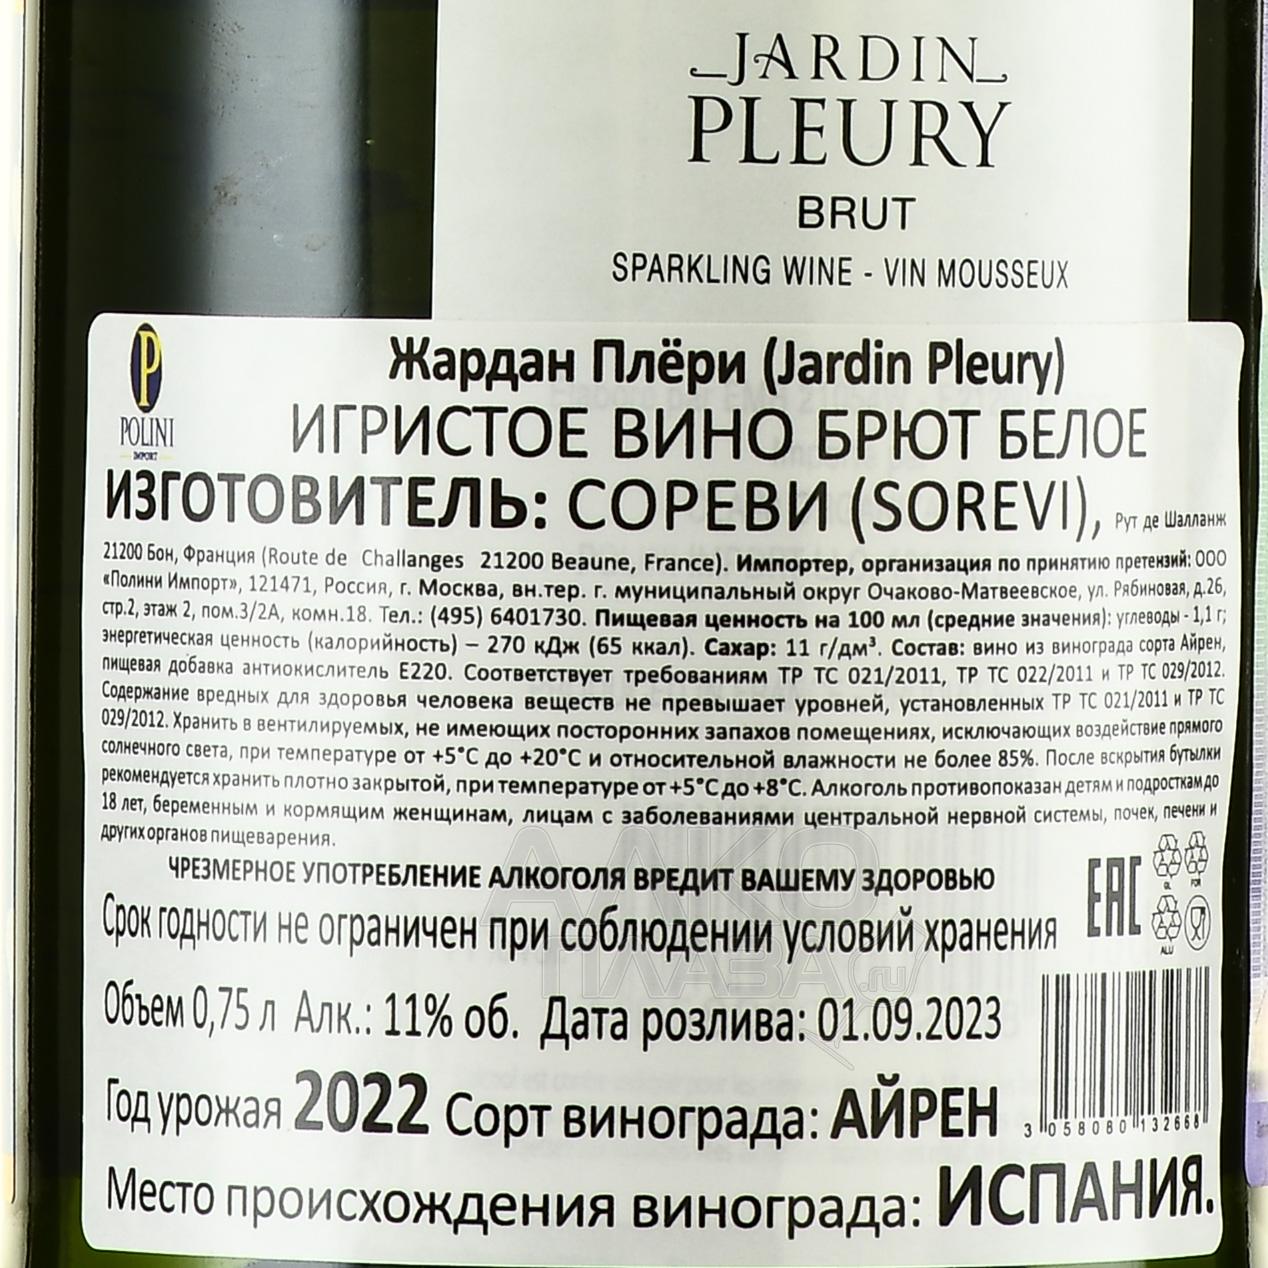 JARDIN
PLEURY
BRUT
SPARKLING WINE - VIN MOUSSEUX
P
POLINI
IMPORT
Жардан Плёри (Jardin Pleury)
ИГРИСТОЕ ВИНО БРЮТ БЕЛОЕ
ИЗГОТОВИТЕЛЬ: СОРЕВИ (SOREVI), Рут де Шалланж
21200 Бон, Франция (Route de Challanges 21200 Beaune, France). Импортер, организация по принятию претензий: ООО
«Полини Импорт», 121471, Россия, г. Москва, вн.тер. г. муниципальный округ Очаково-Матвеевское, ул. Рябиновая, д.26,
стр.2, этаж 2, пом.3/2А, комн.18. Тел.: (495) 6401730. Пищевая ценность на 100 мл (средние значения): углеводы - 1,1 г;
энергетическая ценность (калорийность) – 270 кДж (65 ккал). Сахар: 11 г/дм³. Состав: вино из винограда сорта Айрен,
пищевая добавка антиокислитель Е220. Соответствует требованиям ТР ТС 021/2011, ТР ТС 022/2011 и ТР ТС 029/2012.
Содержание вредных для здоровья человека веществ не превышает уровней, установленных ТР ТС 021/2011 и ТР ТС
029/2012. Хранить в вентилируемых, не имеющих посторонних запахов помещениях, исключающих воздействие прямого
солнечного света, при температуре от +5°С до +20°С и относительной влажности не более 85%. После вскрытия бутылки
рекомендуется хранить плотно закрытой, при температуре от +5°С до +8°С. Алкоголь противопоказан детям и подросткам до
18 лет, беременным и кормящим женщинам, лицам с заболеваниями центральной нервной системы, почек, печени и
других органов пищеварения.
ЧРЕЗМЕРНОЕ УПОТРЕБЛЕНИЕ АЛКОГОЛЯ ВРЕДИТ ВАШЕМУ ЗДОРОВЬЮ
EAC
GL
FOR
ALU
Срок годности не ограничен при соблюдении условий хранения
АЛКО
ПЛАЗА.ru
Объем 0,75 л Алк.: 11% об. Дата розлива: 01.09.2023
Год урожая 2022 Сорт винограда: АЙРЕН
3 058080 132668
Место происхождения винограда: ИСПАНИЯ.